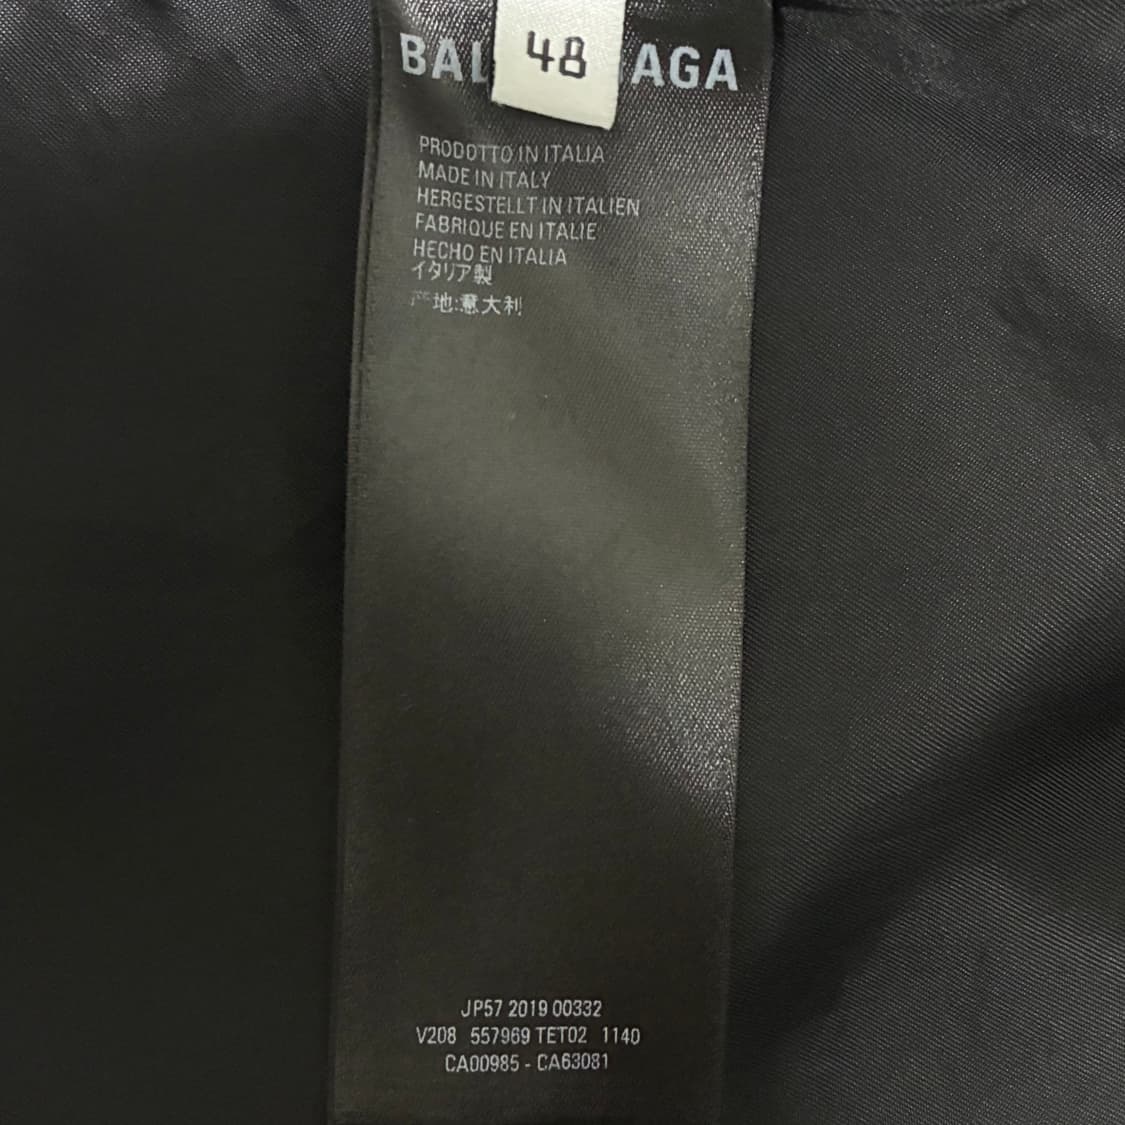 BAL AGA
48
PRODOTTO IN ITALIA
MADE IN ITALY
HERGESTELLT IN ITALIEN
FABRIQUE EN ITALIE
HECHO EN ITALIA
イタリア製
产地:意大利
JP57 2019 00332
V208 557969 TET02 1140
CA00985 - CA63081